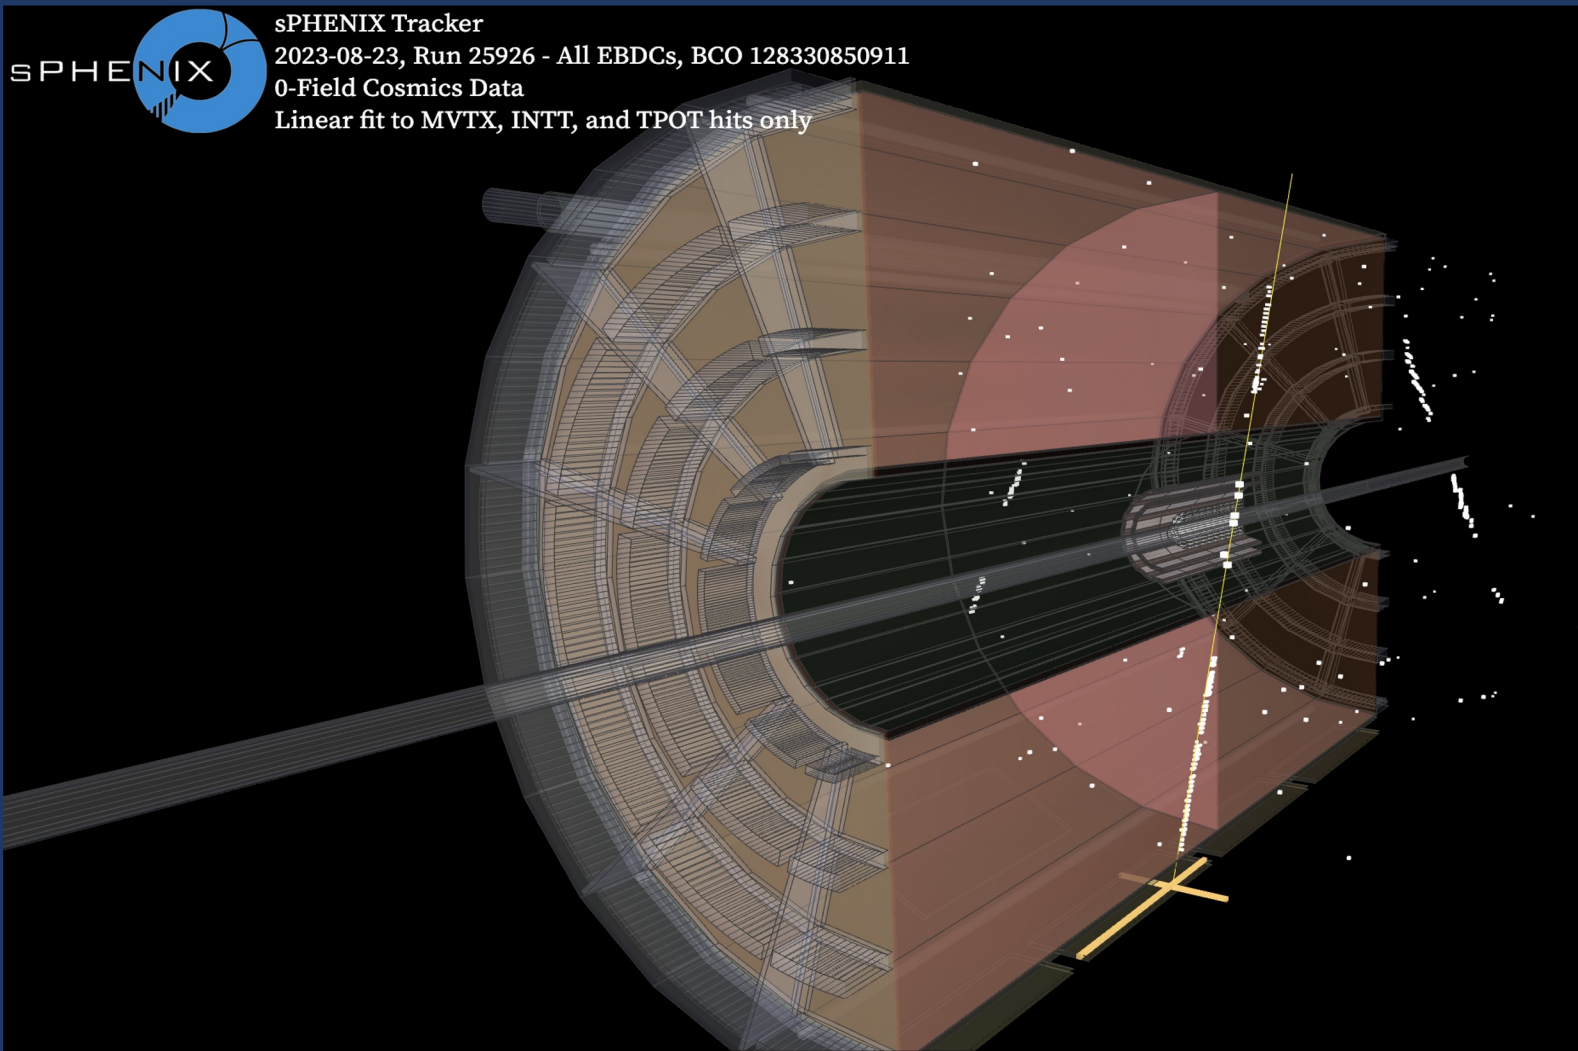 sPHENIX
sPHENIX Tracker
2023-08-23, Run 25926 - All EBDCs, BCO 128330850911
0-Field Cosmics Data
Linear fit to MVTX, INTT, and TPOT hits only